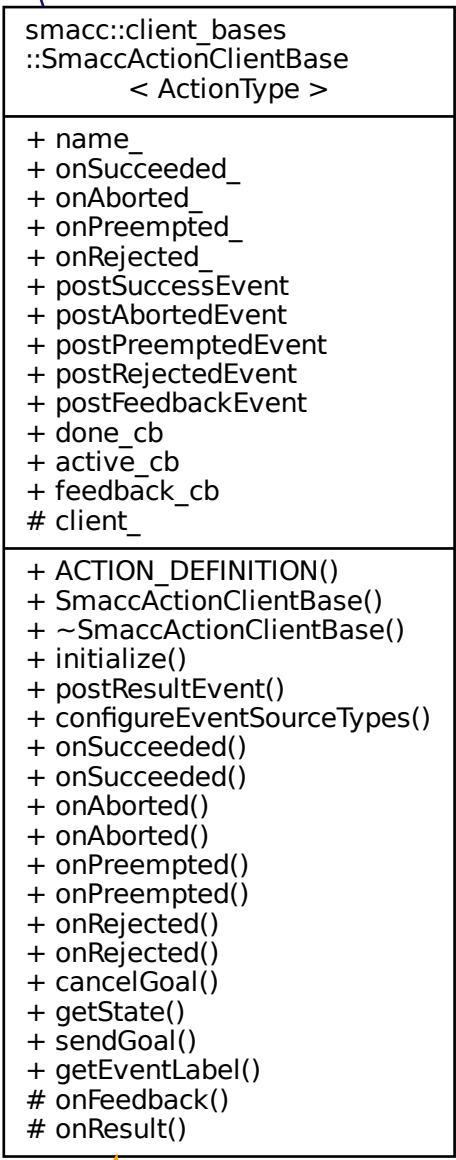 smacc::client_bases
::SmaccActionClientBase
< ActionType >
+ name_
+ onSucceeded_
+ onAborted_
+ onPreempted_
+ onRejected_
+ postSuccessEvent
+ postAbortedEvent
+ postPreemptedEvent
+ postRejectedEvent
+ postFeedbackEvent
+ done_cb
+ active_cb
+ feedback_cb
# client_
+ ACTION_DEFINITION()
+ SmaccActionClientBase()
+ ~SmaccActionClientBase()
+ initialize()
+ postResultEvent()
+ configureEventSourceTypes()
+ onSucceeded()
+ onSucceeded()
+ onAborted()
+ onAborted()
+ onPreempted()
+ onPreempted()
+ onRejected()
+ onRejected()
+ cancelGoal()
+ getState()
+ sendGoal()
+ getEventLabel()
# onFeedback()
# onResult()